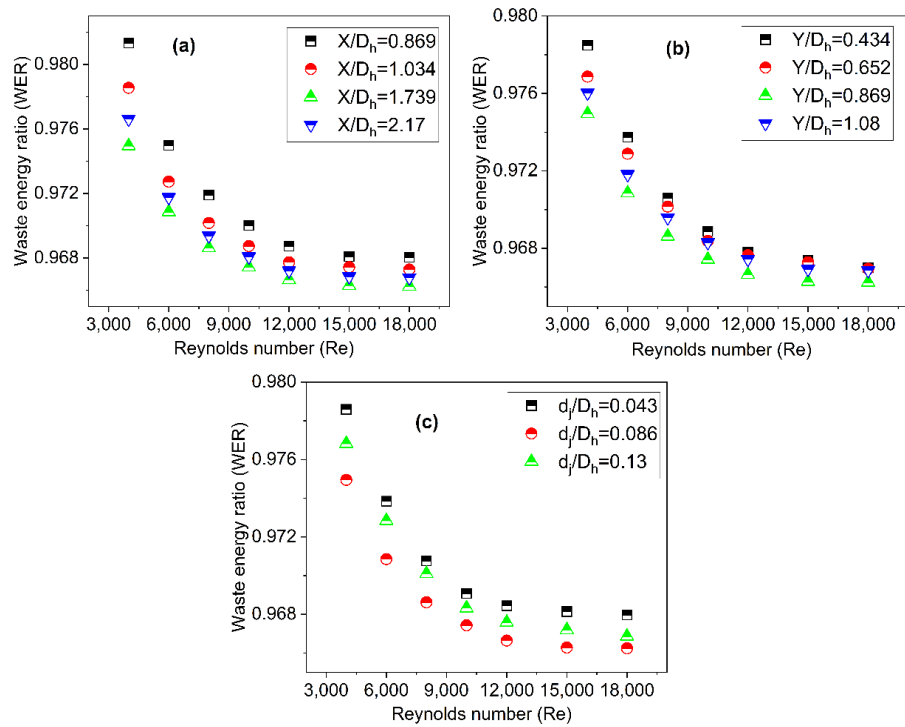 (a)
X/Dh=0.869
X/Dh=1.034
X/Dh=1.739
X/Dh=2.17
Waste energy ratio (WER)
0.980
0.976
0.972
0.968
3,000 6,000 9,000 12,000 15,000 18,000
Reynolds number (Re)
(b)
Y/Dh=0.434
Y/Dh=0.652
Y/Dh=0.869
Y/Dh=1.08
Waste energy ratio (WER)
0.980
0.976
0.972
0.968
3,000 6,000 9,000 12,000 15,000 18,000
Reynolds number (Re)
(c)
dj/Dh=0.043
dj/Dh=0.086
dj/Dh=0.13
Waste energy ratio (WER)
0.980
0.976
0.972
0.968
3,000 6,000 9,000 12,000 15,000 18,000
Reynolds number (Re)